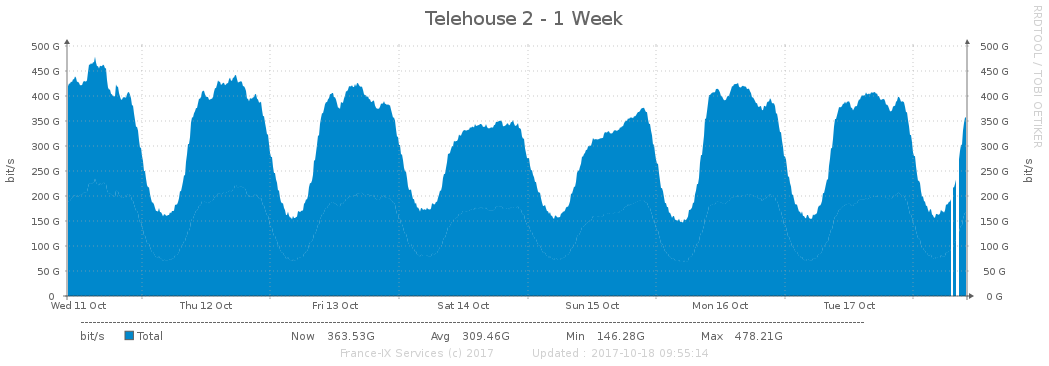 Telehouse 2 - 1 Week
RRDTOOL / TOBI OETIKER
500 G 500 G
450 G 450 G
400 G 400 G
350 G 350 G
300 G 300 G
250 G 250 G
200 G 200 G
150 G 150 G
100 G 100 G
50 G 50 G
0 0 G
bit/s bit/s
Wed 11 Oct Thu 12 Oct Fri 13 Oct Sat 14 Oct Sun 15 Oct Mon 16 Oct Tue 17 Oct
bit/s Total Now 363.53G Avg 309.46G Min 146.28G Max 478.21G
France-IX Services (c) 2017 Updated : 2017-10-18 09:55:14